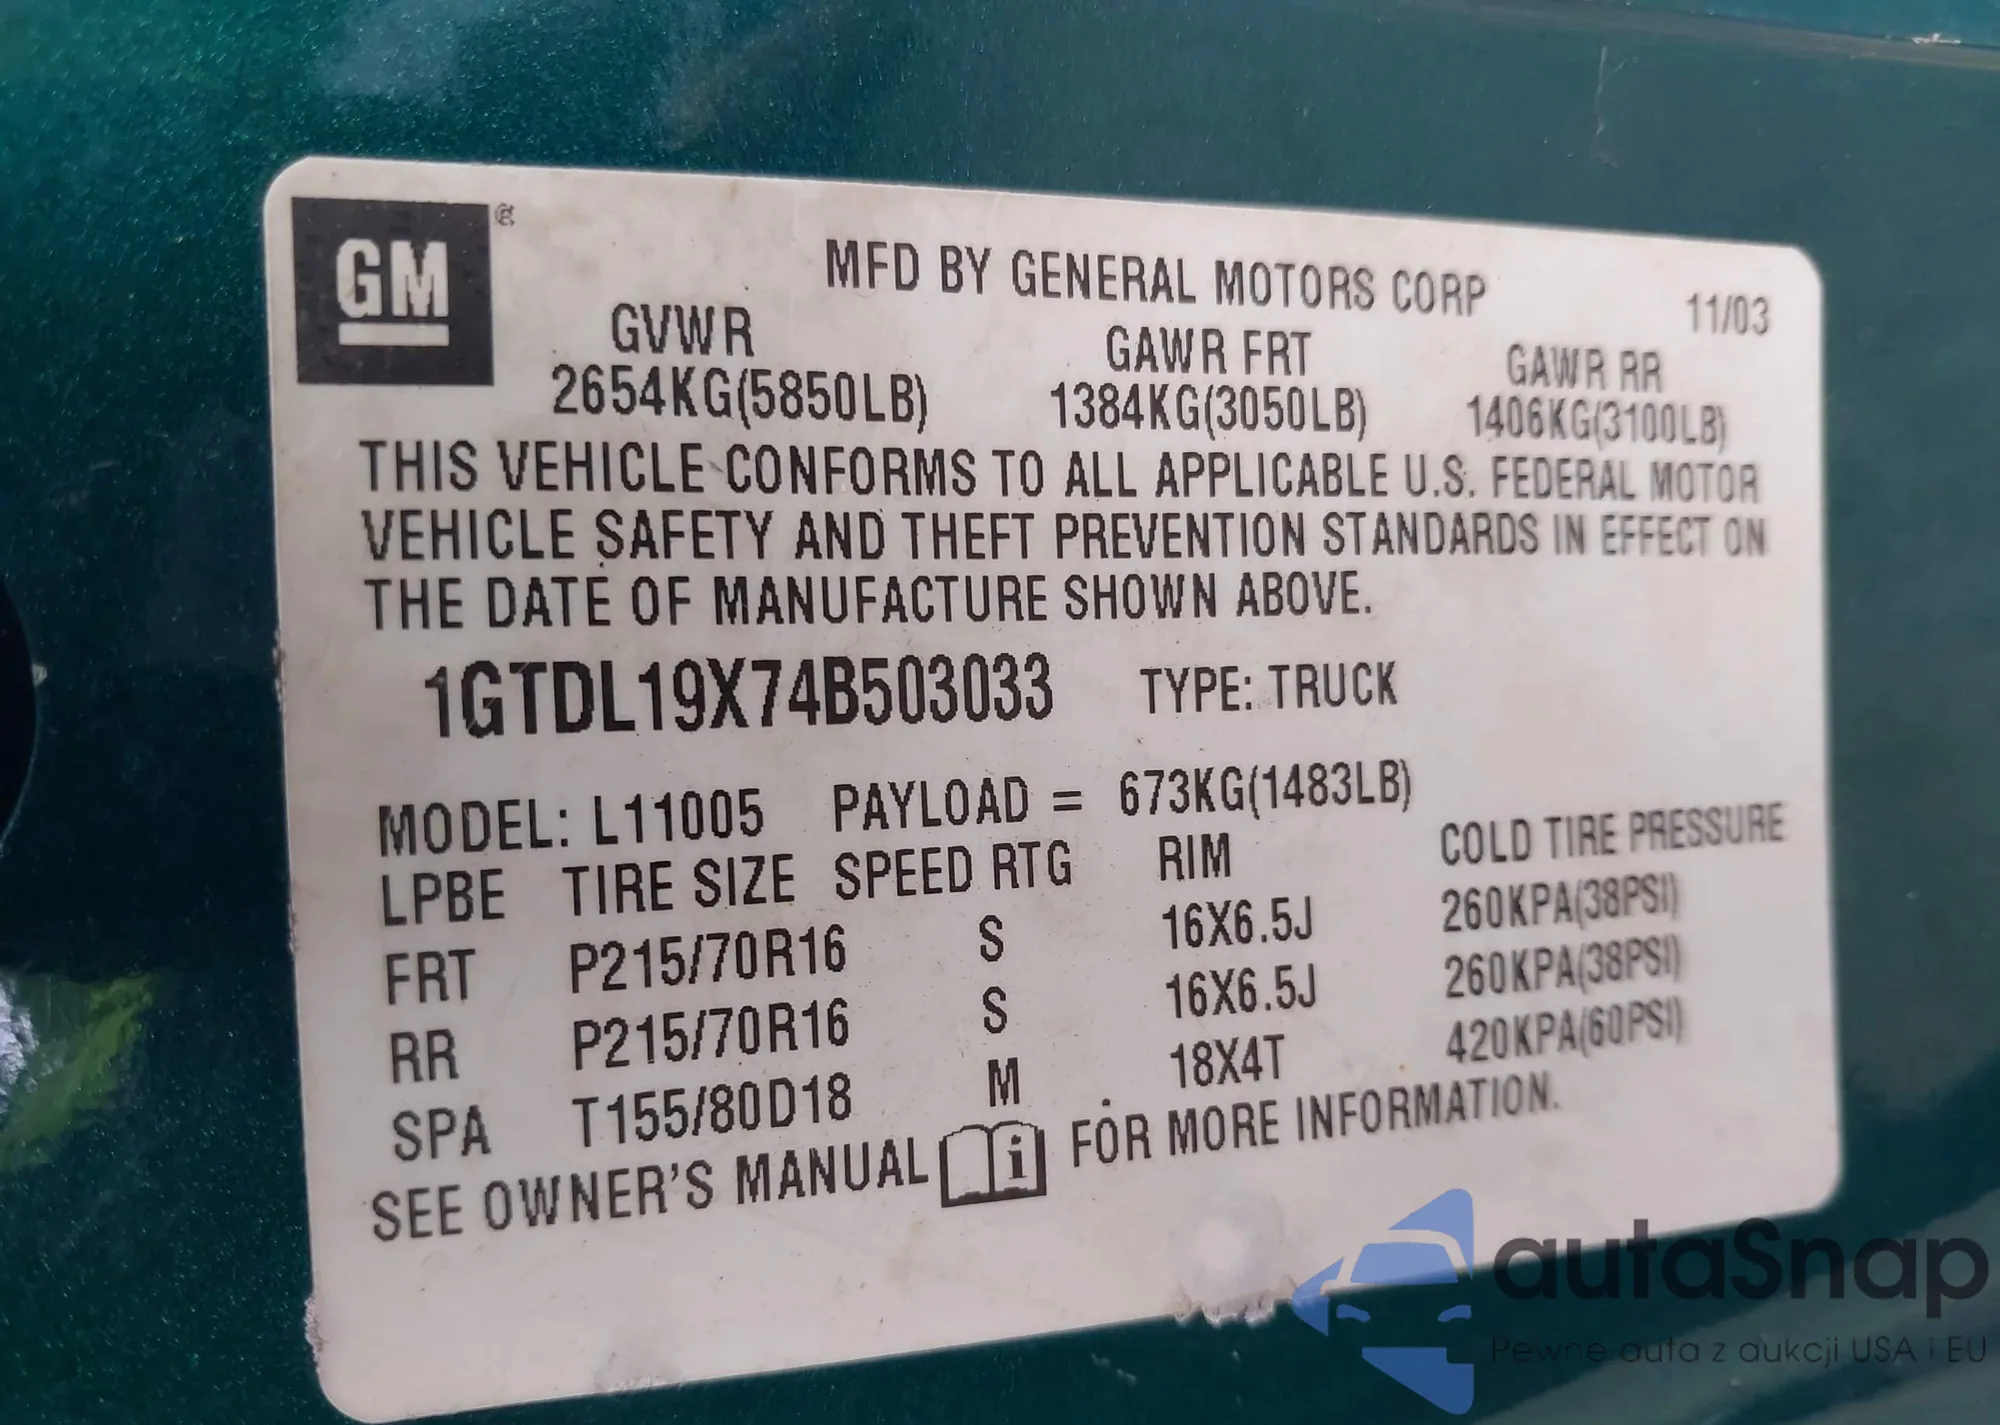 GM®
MFD BY GENERAL MOTORS CORP
11/03
GVWR GAWR FRT GAWR RR
2654KG(5850LB) 1384KG(3050LB) 1406KG(3100LB)
THIS VEHICLE CONFORMS TO ALL APPLICABLE U.S. FEDERAL MOTOR
VEHICLE SAFETY AND THEFT PREVENTION STANDARDS IN EFFECT ON
THE DATE OF MANUFACTURE SHOWN ABOVE.
1GTDL19X74B503033 TYPE: TRUCK
MODEL: L11005 PAYLOAD = 673KG(1483LB)
LPBE TIRE SIZE SPEED RTG RIM COLD TIRE PRESSURE
FRT P215/70R16 S 16X6.5J 260KPA(38PSI)
RR P215/70R16 S 16X6.5J 260KPA(38PSI)
SPA T155/80D18 M 18X4T 420KPA(60PSI)
SEE OWNER'S MANUAL i FOR MORE INFORMATION.
autaSnap
Pewne auta z aukcji USA i EU